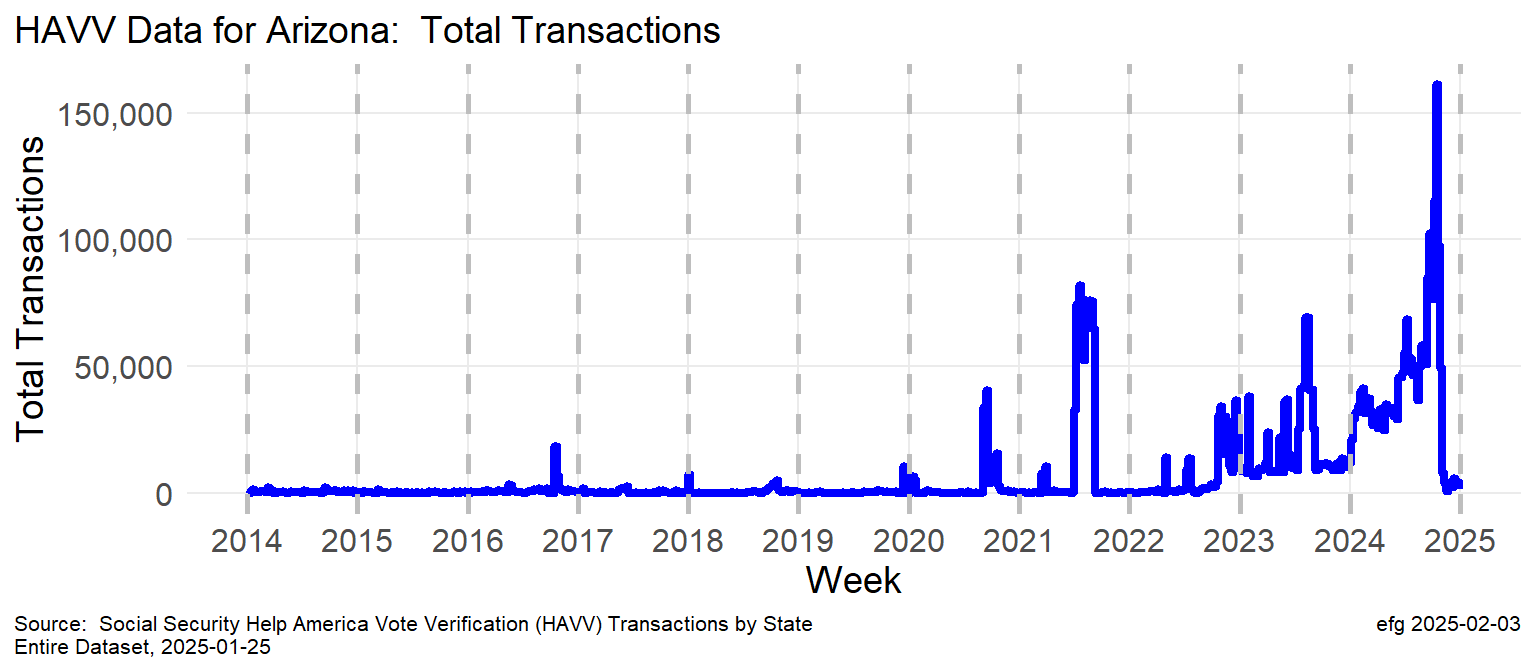 HAVV Data for Arizona:  Total Transactions
Total Transactions
150,000
100,000
50,000
0
2014 2015 2016 2017 2018 2019 2020 2021 2022 2023 2024 2025
Week
Source:  Social Security Help America Vote Verification (HAVV) Transactions by State
Entire Dataset, 2025-01-25
efg 2025-02-03